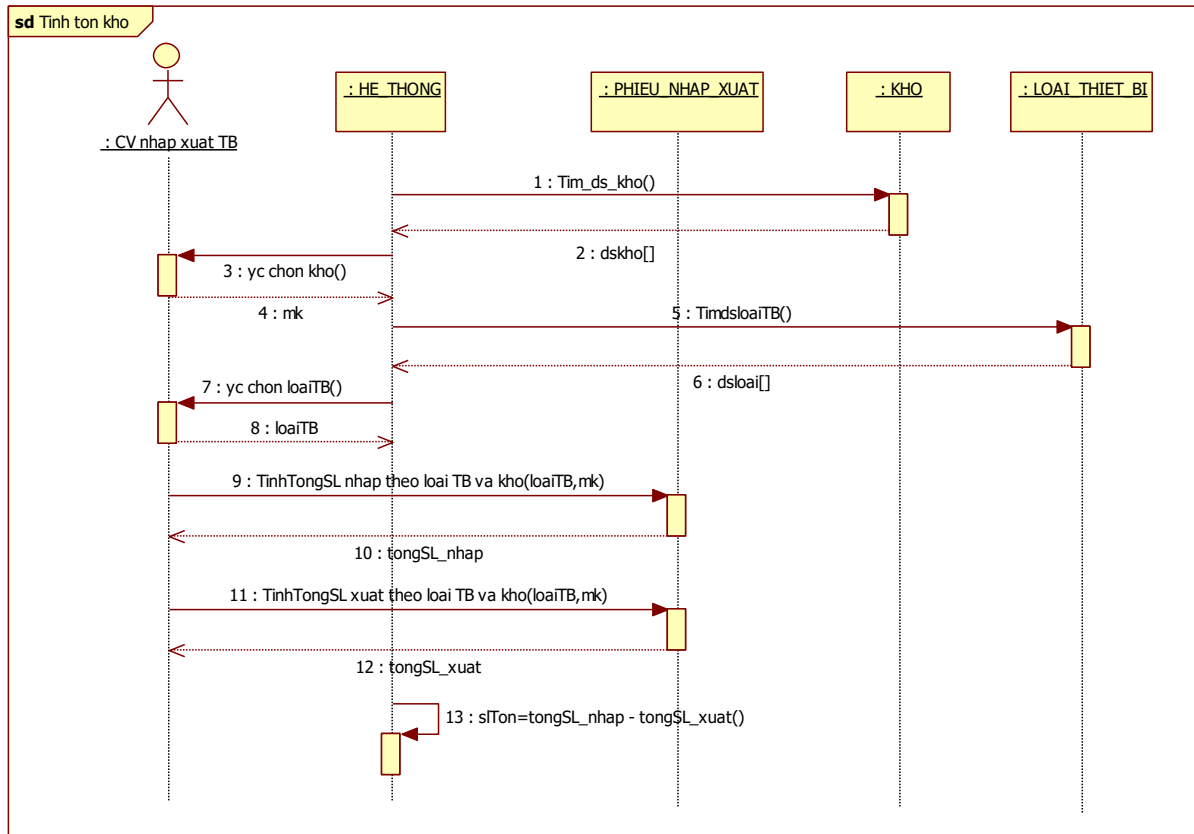 sd Tinh ton kho
: HE_THONG
: PHIEU_NHAP_XUAT
: KHO
: LOAI_THIET_BI
: CV nhap xuat TB
1 : Tim_ds_kho()
2 : dskho[]
3 : yc chon kho()
4 : mk
5 : TimdsloaiTB()
6 : dsloai[]
7 : yc chon loaiTB()
8 : loaiTB
9 : TinhTongSL nhap theo loai TB va kho(loaiTB,mk)
10 : tongSL_nhap
11 : TinhTongSL xuat theo loai TB va kho(loaiTB,mk)
12 : tongSL_xuat
13 : slTon=tongSL_nhap - tongSL_xuat()